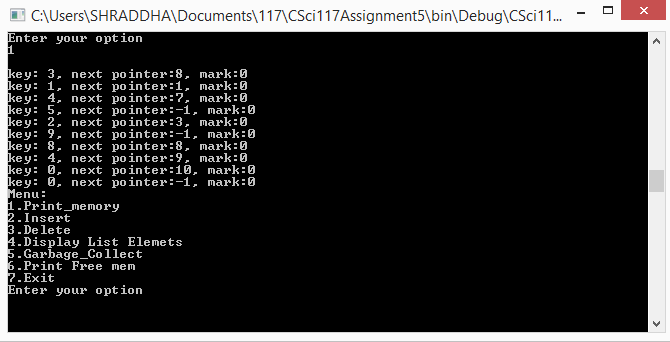 C:\Users\SHRADDHA\Documents\117\CSci117Assignment5\bin\Debug\CSci11...
Enter your option
1
key: 3, next pointer:8, mark:0
key: 1, next pointer:1, mark:0
key: 4, next pointer:7, mark:0
key: 5, next pointer:-1, mark:0
key: 2, next pointer:3, mark:0
key: 9, next pointer:-1, mark:0
key: 8, next pointer:8, mark:0
key: 4, next pointer:9, mark:0
key: 0, next pointer:10, mark:0
key: 0, next pointer:-1, mark:0
Menu:
1.Print_memory
2.Insert
3.Delete
4.Display List Elemets
5.Garbage_Collect
6.Print Free mem
7.Exit
Enter your option